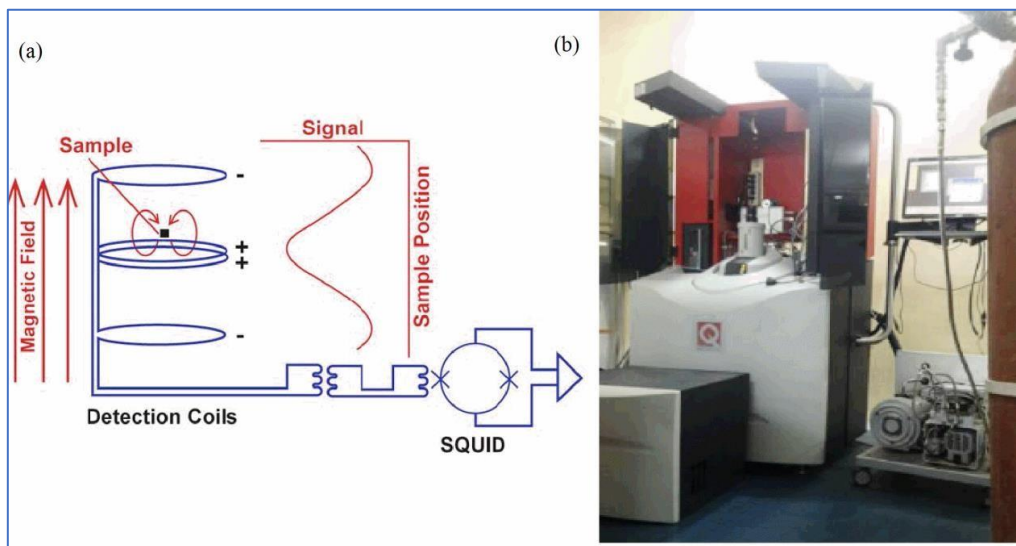 (a)
(b)
Signal
Sample
-
+
+
-
Magnetic Field
Sample Position
Detection Coils
SQUID
Q